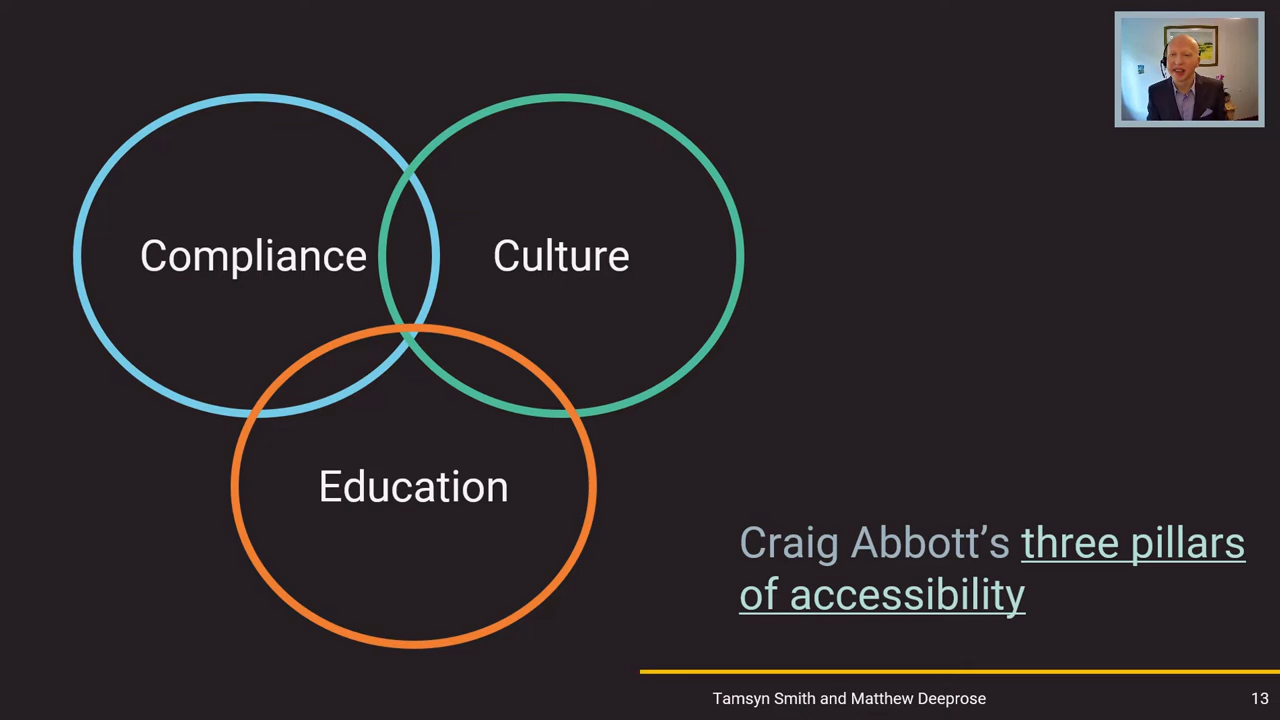 Compliance
Culture
Education
Craig Abbott’s three pillars
of accessibility
Tamsyn Smith and Matthew Deeprose
13